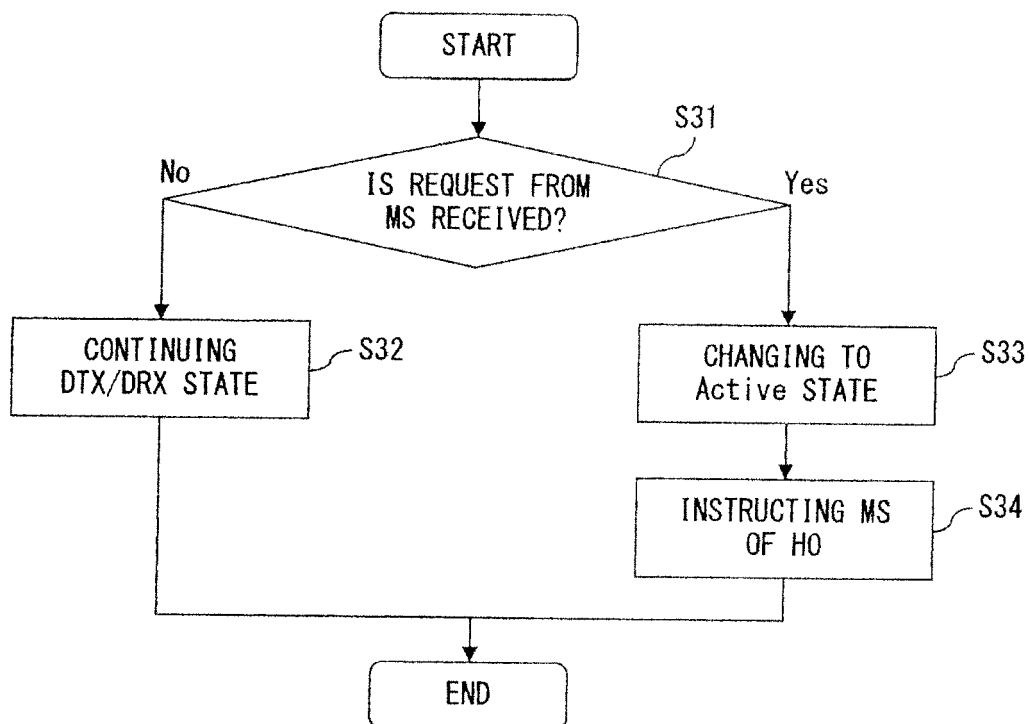 START
S31
No
IS REQUEST FROM
MS RECEIVED?
Yes
CONTINUING
DTX/DRX STATE
S32
CHANGING TO
Active STATE
S33
INSTRUCTING MS
OF HO
S34
END